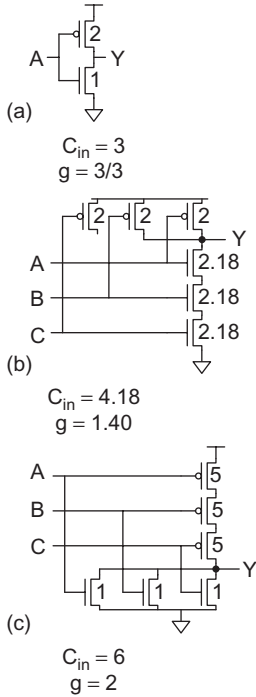 2
A Y
1
(a)
C_in = 3
g = 3/3
2 2 2
Y
A 2.18
B 2.18
C 2.18
(b)
C_in = 4.18
g = 1.40
A 5
B 5
C 5
Y
1 1 1
(c)
C_in = 6
g = 2